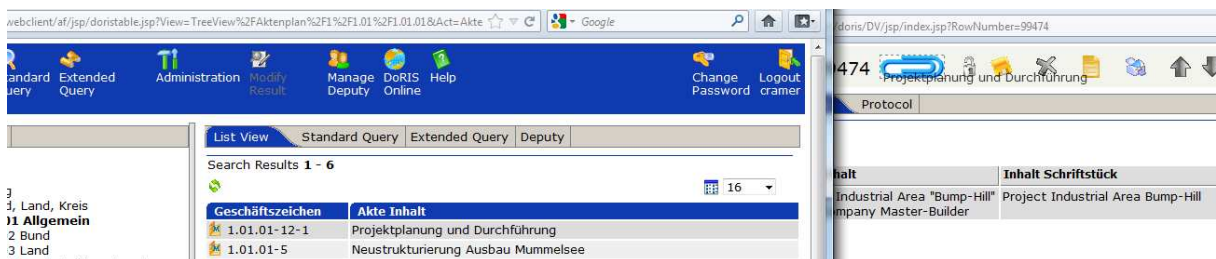 webclient/af/jsp/doristable.jsp?View=TreeView%2FAktenplan%2F1%2F1.01%2F1.01.01&Act=Akte
Google
Extended Query
Administration
Modify Result
Manage Deputy
DoRIS Online
Help
Change Password
Logout cramer
List View
Standard Query
Extended Query
Deputy
Search Results 1 - 6
16
Geschäftszeichen
Akte Inhalt
1.01.01-12-1
Projektplanung und Durchführung
1.01.01-5
Neustrukturierung Ausbau Mummelsee
d, Land, Kreis
01 Allgemein
2 Bund
3 Land
doris/DV/jsp/index.jsp?RowNumber=99474
474
Projektplanung und Durchführung
Protocol
halt
Inhalt Schriftstück
Industrial Area "Bump-Hill"
mpany Master-Builder
Project Industrial Area Bump-Hill